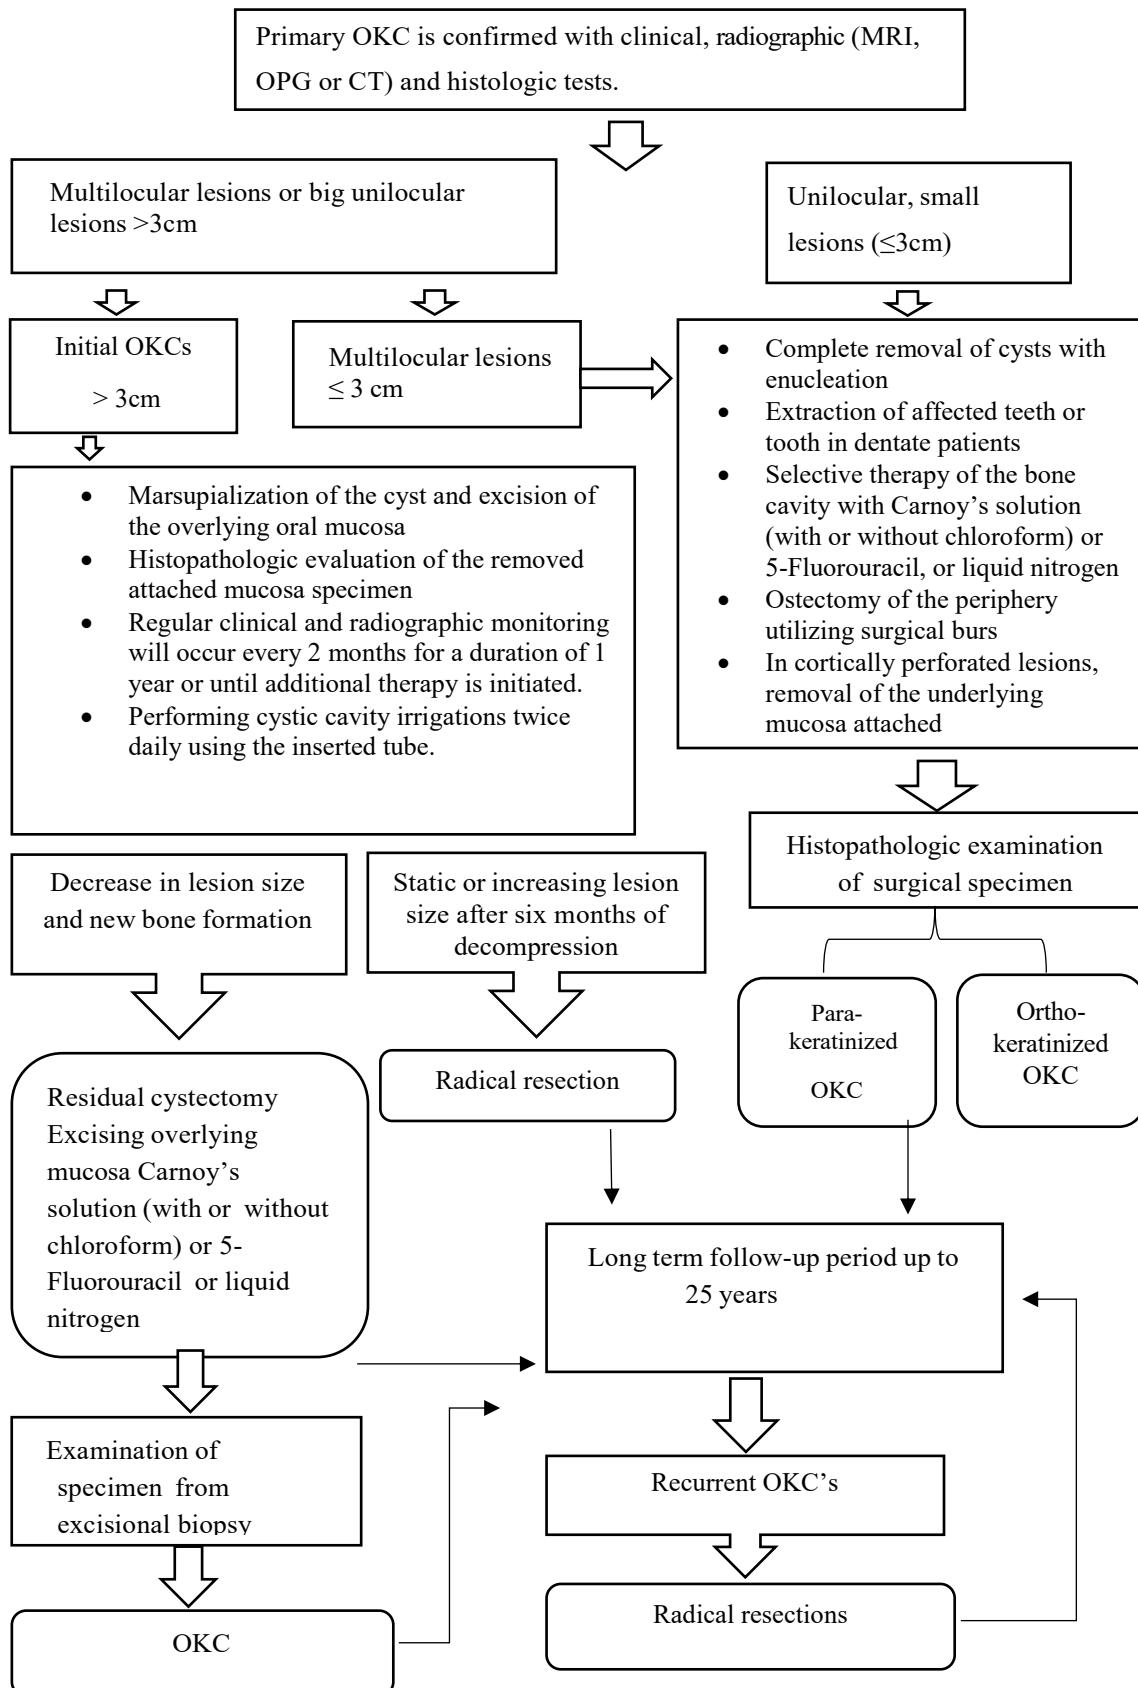 Primary OKC is confirmed with clinical, radiographic (MRI,
OPG or CT) and histologic tests.
Multilocular lesions or big unilocular
lesions >3cm
Unilocular, small
lesions (≤3cm)
Initial OKCs
> 3cm
Multilocular lesions
≤ 3 cm
• Complete removal of cysts with
enucleation
• Extraction of affected teeth or
tooth in dentate patients
• Selective therapy of the bone
cavity with Carnoy’s solution
(with or without chloroform) or
5-Fluorouracil, or liquid nitrogen
• Ostectomy of the periphery
utilizing surgical burs
• In cortically perforated lesions,
removal of the underlying
mucosa attached
• Marsupialization of the cyst and excision of
the overlying oral mucosa
• Histopathologic evaluation of the removed
attached mucosa specimen
• Regular clinical and radiographic monitoring
will occur every 2 months for a duration of 1
year or until additional therapy is initiated.
• Performing cystic cavity irrigations twice
daily using the inserted tube.
Decrease in lesion size
and new bone formation
Static or increasing lesion
size after six months of
decompression
Histopathologic examination
of surgical specimen
Para-
keratinized
OKC
Ortho-
keratinized
OKC
Residual cystectomy
Excising overlying
mucosa Carnoy’s
solution (with or without
chloroform) or 5-
Fluorouracil or liquid
nitrogen
Radical resection
Long term follow-up period up to
25 years
Examination of
specimen from
excisional biopsy
Recurrent OKC’s
OKC
Radical resections